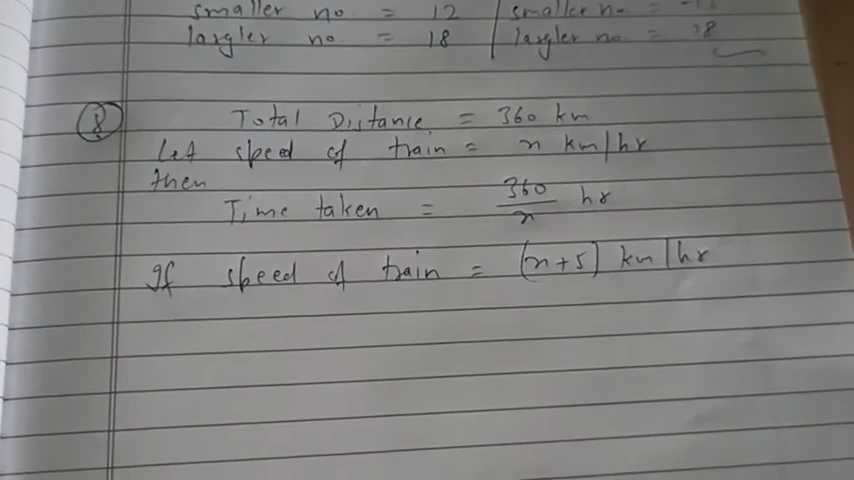 smaller no = 12 | smaller no = -12
largler no = 18 | largler no = 18
8 Total Distance = 360 km
Let speed of train = x km/hr
then
Time taken = 360/x hr
If speed of train = (x+5) km/hr